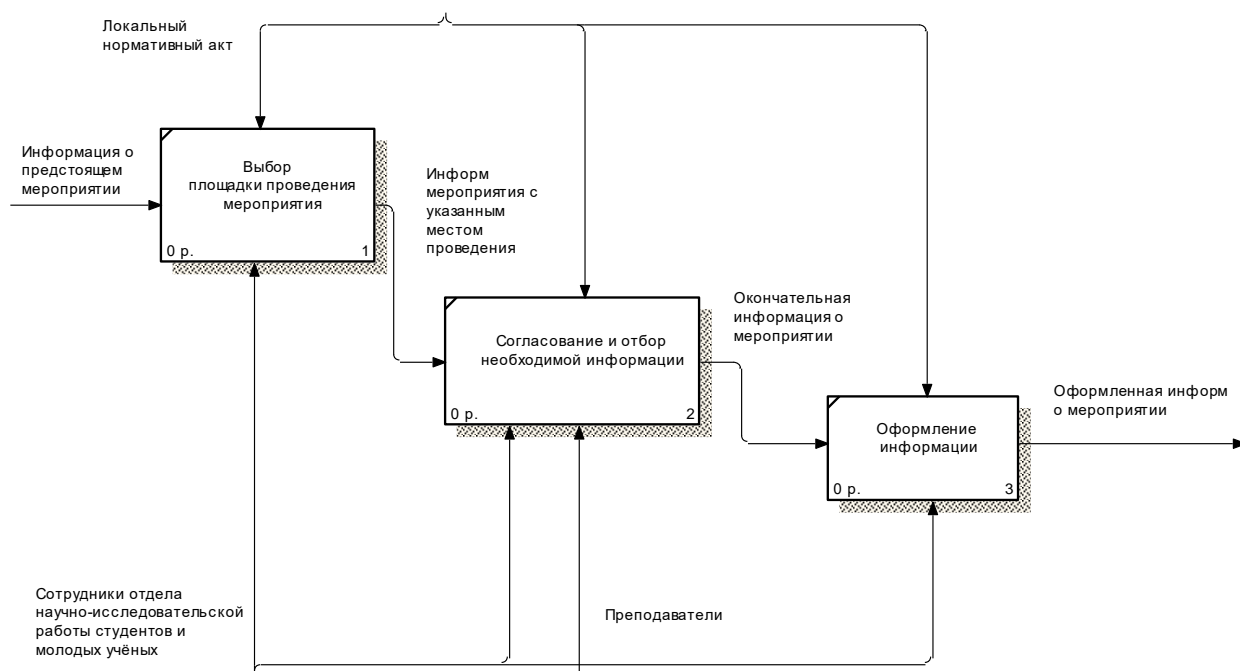 Локальный
нормативный акт
Информация о
предстоящем
мероприятии
Выбор
площадки проведения
мероприятия
0 р.
1
Информ
мероприятия с
указанным
местом
проведения
Согласование и отбор
необходимой информации
0 р.
2
Окончательная
информация о
мероприятии
Оформление
информации
0 р.
3
Оформленная информ
о мероприятии
Сотрудники отдела
научно-исследовательской
работы студентов и
молодых учёных
Преподаватели